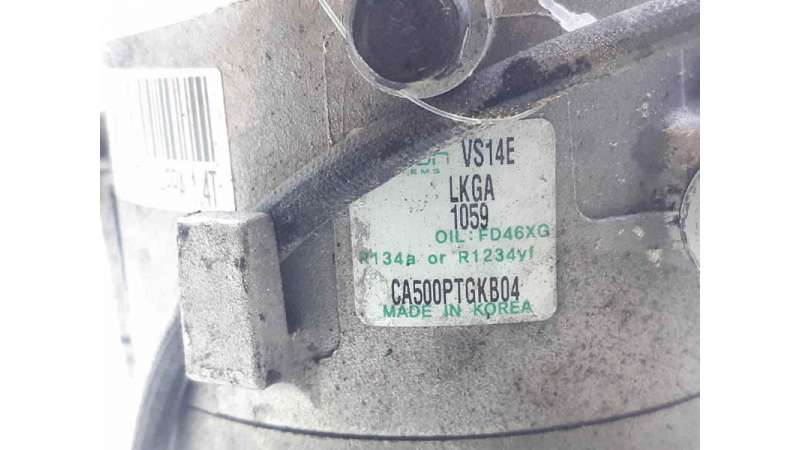 VS14E
LKGA
1059
OIL : FD46XG
R134a or R1234yf
CA500PTGKB04
MADE IN KOREA